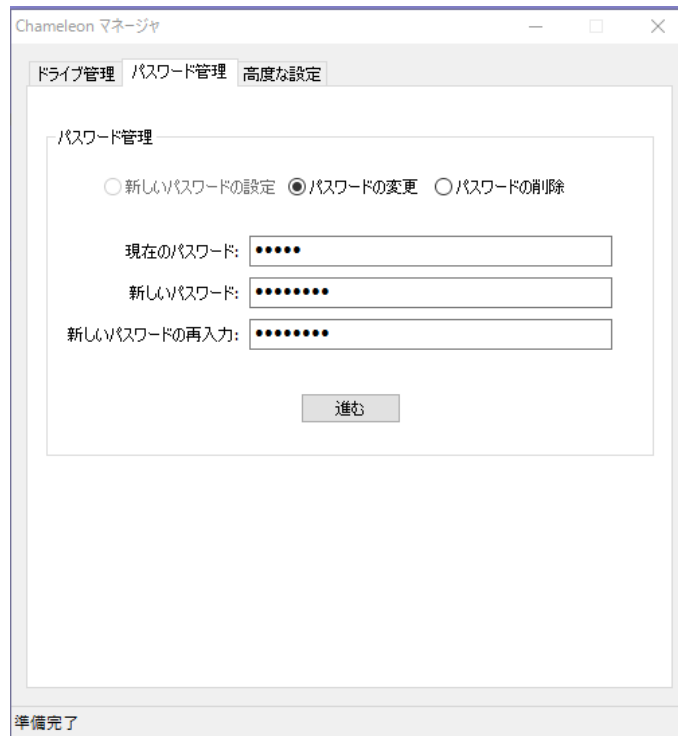 Chameleon マネージャ
ドライブ管理 パスワード管理 高度な設定
パスワード管理
新しいパスワードの設定 パスワードの変更 パスワードの削除
現在のパスワード: •••••
新しいパスワード: ••••••••
新しいパスワードの再入力: ••••••••
進む
準備完了